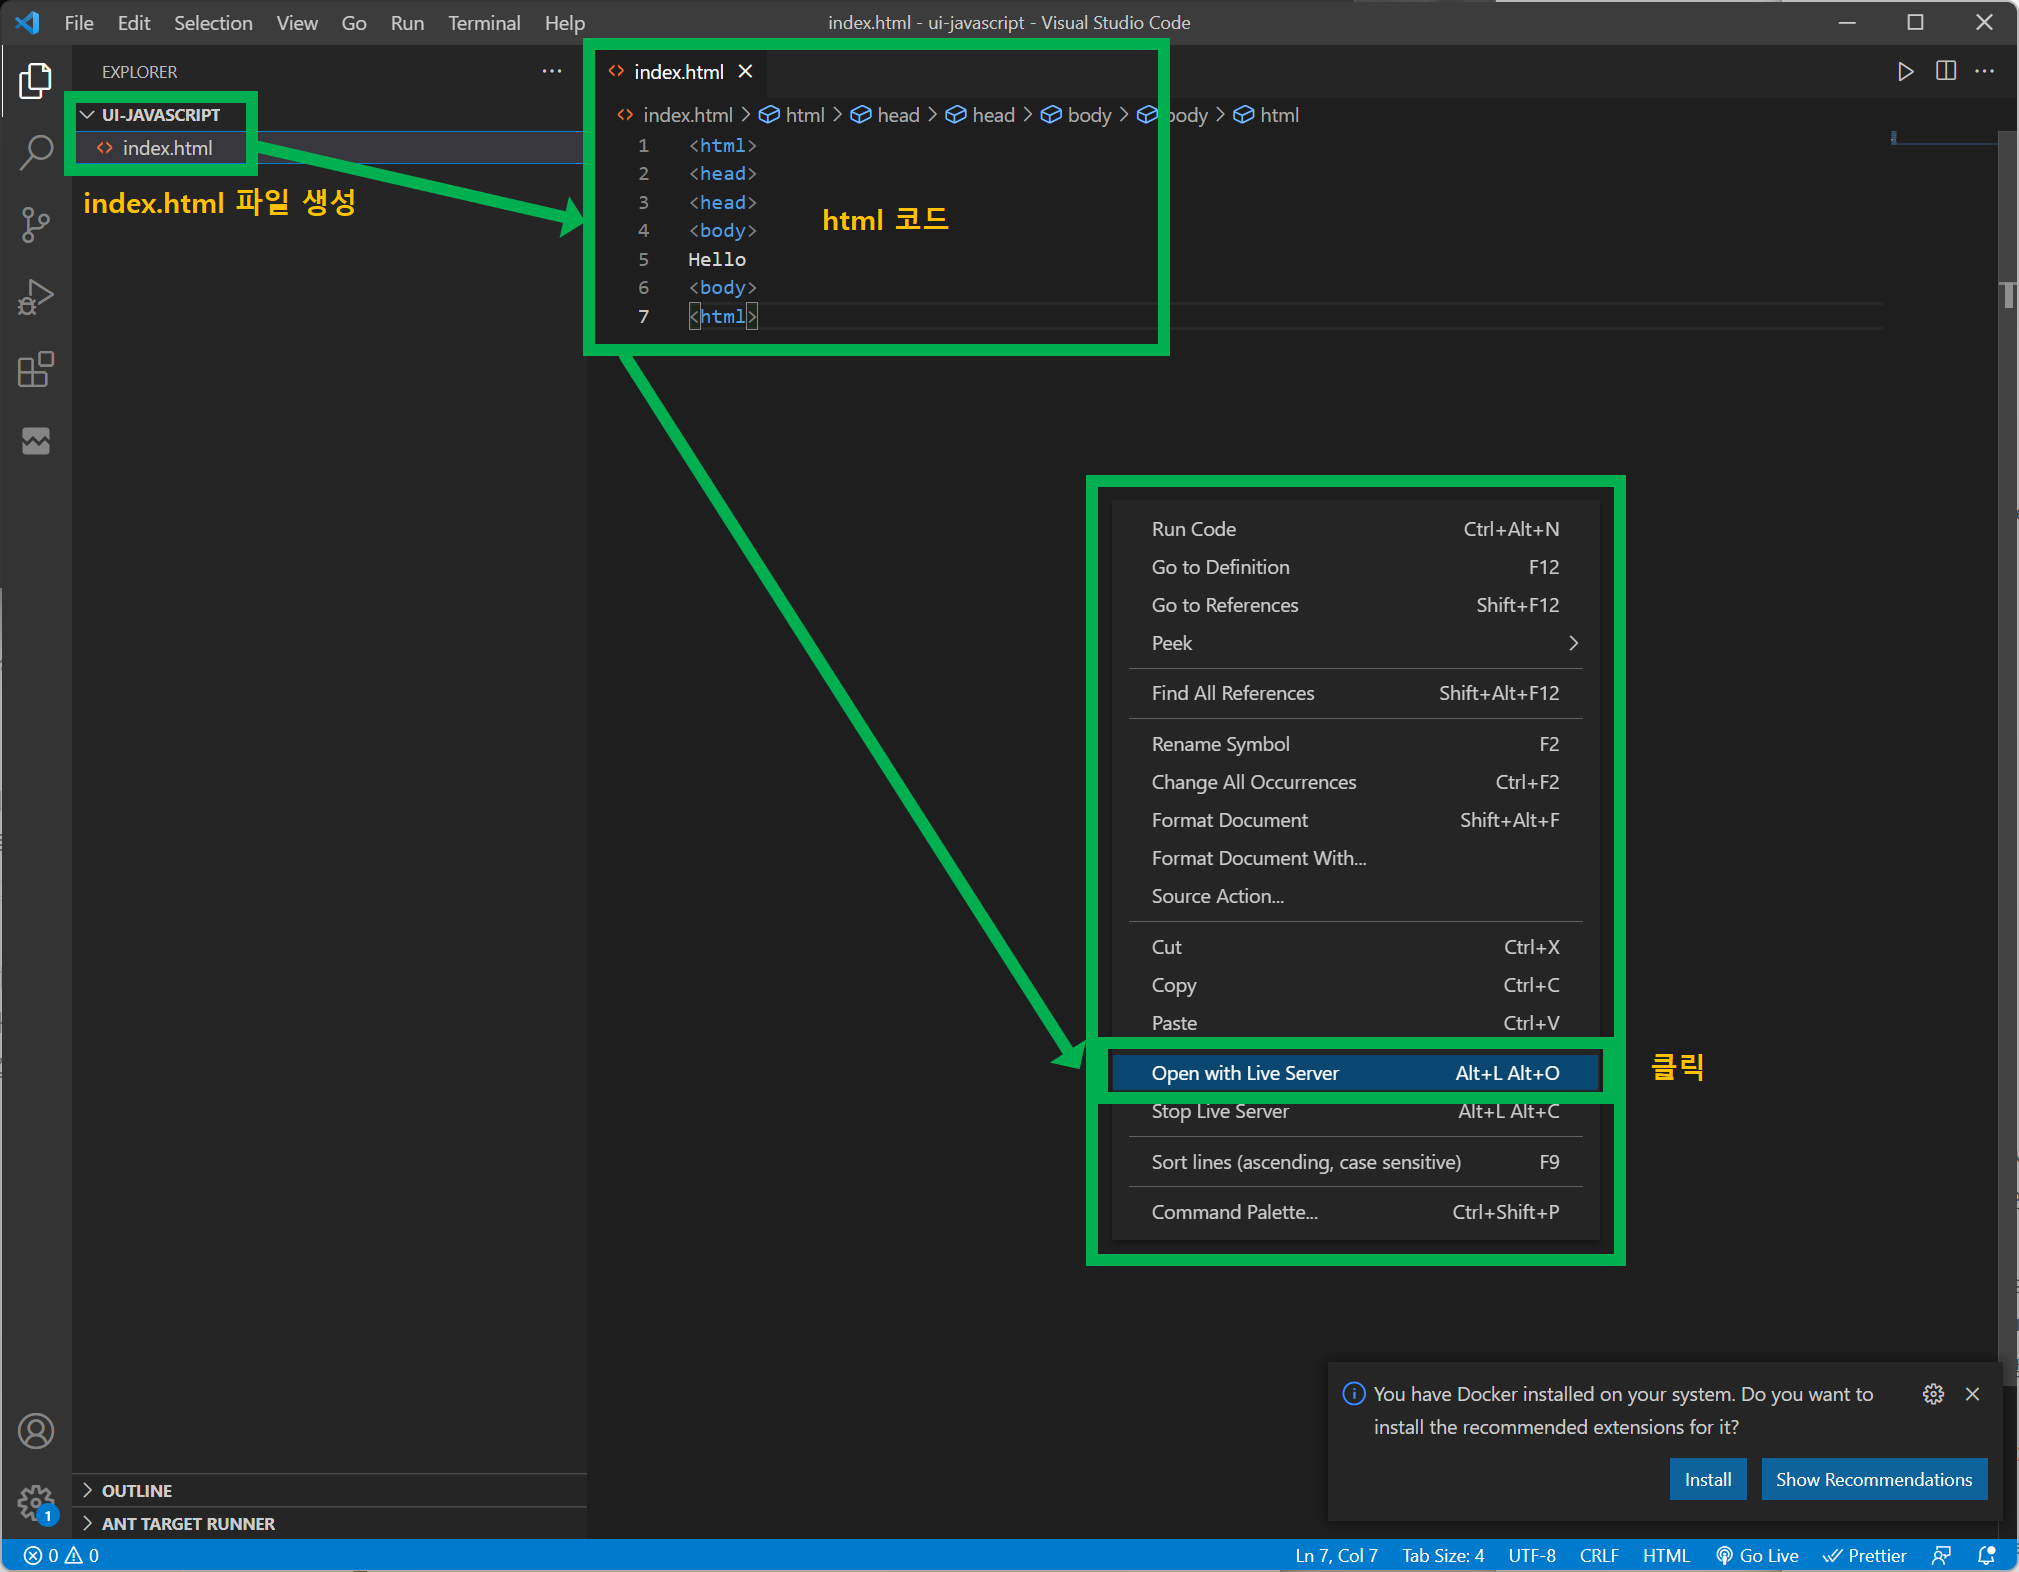 File Edit Selection View Go Run Terminal Help
index.html - ui-javascript - Visual Studio Code
EXPLORER
UI-JAVASCRIPT
index.html
index.html 파일 생성
OUTLINE
ANT TARGET RUNNER
index.html
index.html > html > head > head > body > body > html
1 <html>
2 <head>
3 <head>
4 <body>
5 Hello
6 <body>
7 <html>
html 코드
Run Code Ctrl+Alt+N
Go to Definition F12
Go to References Shift+F12
Peek
Find All References Shift+Alt+F12
Rename Symbol F2
Change All Occurrences Ctrl+F2
Format Document Shift+Alt+F
Format Document With...
Source Action...
Cut Ctrl+X
Copy Ctrl+C
Paste Ctrl+V
Open with Live Server Alt+L Alt+O
클릭
Stop Live Server Alt+L Alt+C
Sort lines (ascending, case sensitive) F9
Command Palette... Ctrl+Shift+P
You have Docker installed on your system. Do you want to
install the recommended extensions for it?
Install Show Recommendations
1
0 0 Ln 7, Col 7 Tab Size: 4 UTF-8 CRLF HTML Go Live Prettier